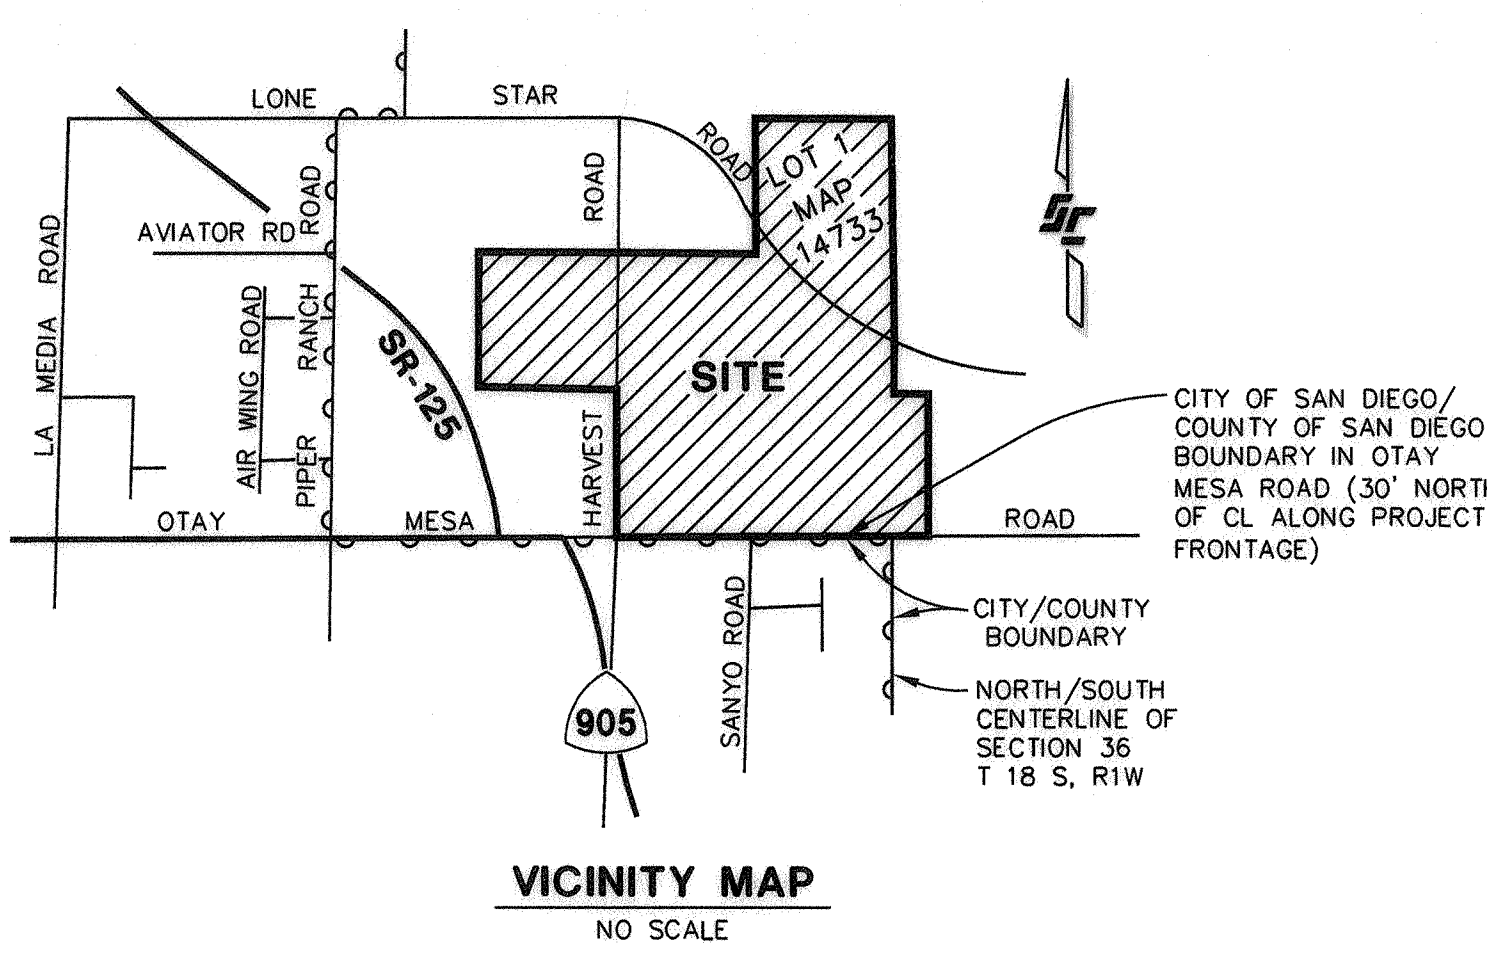 LONE STAR ROAD
LOT 1
MAP
14733
LA MEDIA ROAD
AVIATOR RD
AIR WING ROAD
PIPER RANCH ROAD
SR-125
HARVEST ROAD
SITE
OTAY MESA ROAD
CITY OF SAN DIEGO/
COUNTY OF SAN DIEGO
BOUNDARY IN OTAY
MESA ROAD (30' NORTH
OF CL ALONG PROJECT
FRONTAGE)
SANYO ROAD
CITY/COUNTY
BOUNDARY
905
NORTH/SOUTH
CENTERLINE OF
SECTION 36
T 18 S, R1W
VICINITY MAP
NO SCALE